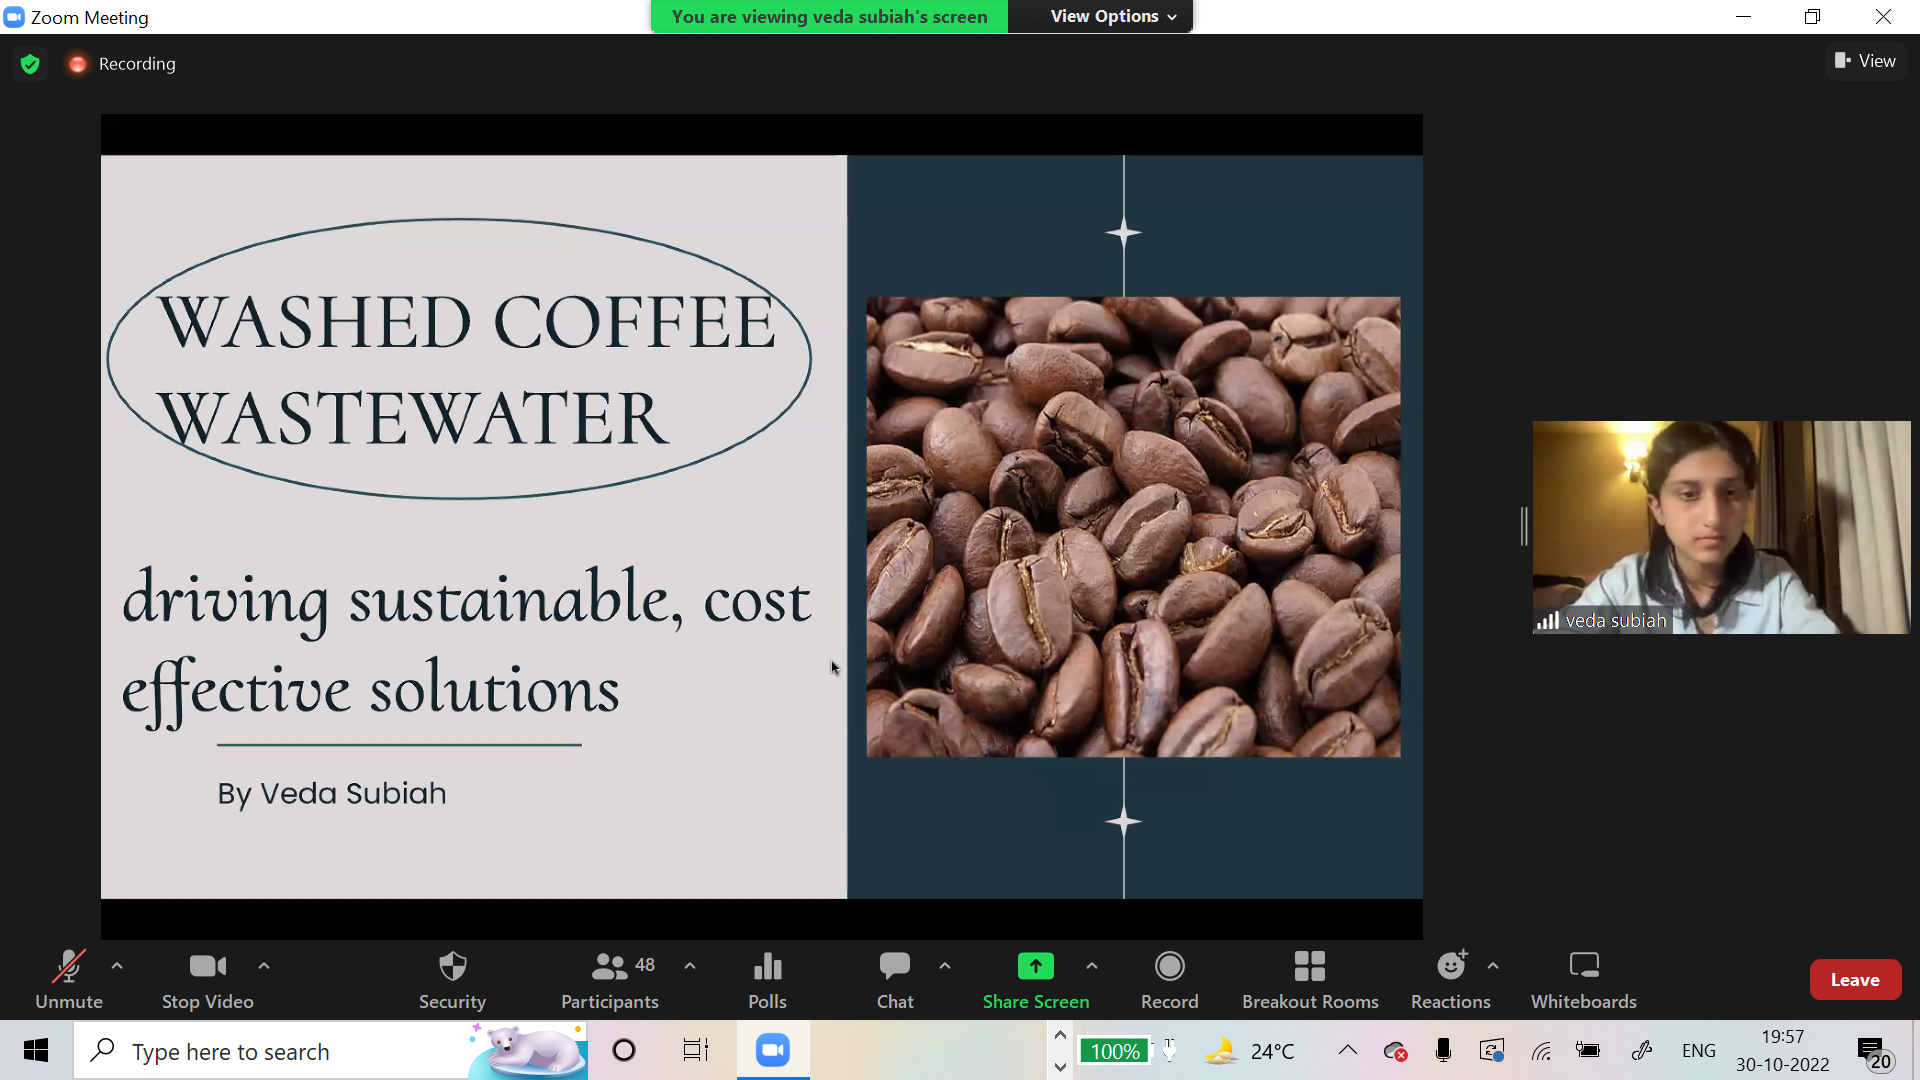 Zoom Meeting
You are viewing veda subiah's screen
View Options
Recording
View
WASHED COFFEE
WASTEWATER
driving sustainable, cost
effective solutions
By Veda Subiah
veda subiah
Unmute
Stop Video
Security
48
Participants
Polls
Chat
Share Screen
Record
Breakout Rooms
Reactions
Whiteboards
Leave
Type here to search
100%
24°C
ENG
19:57
30-10-2022
20